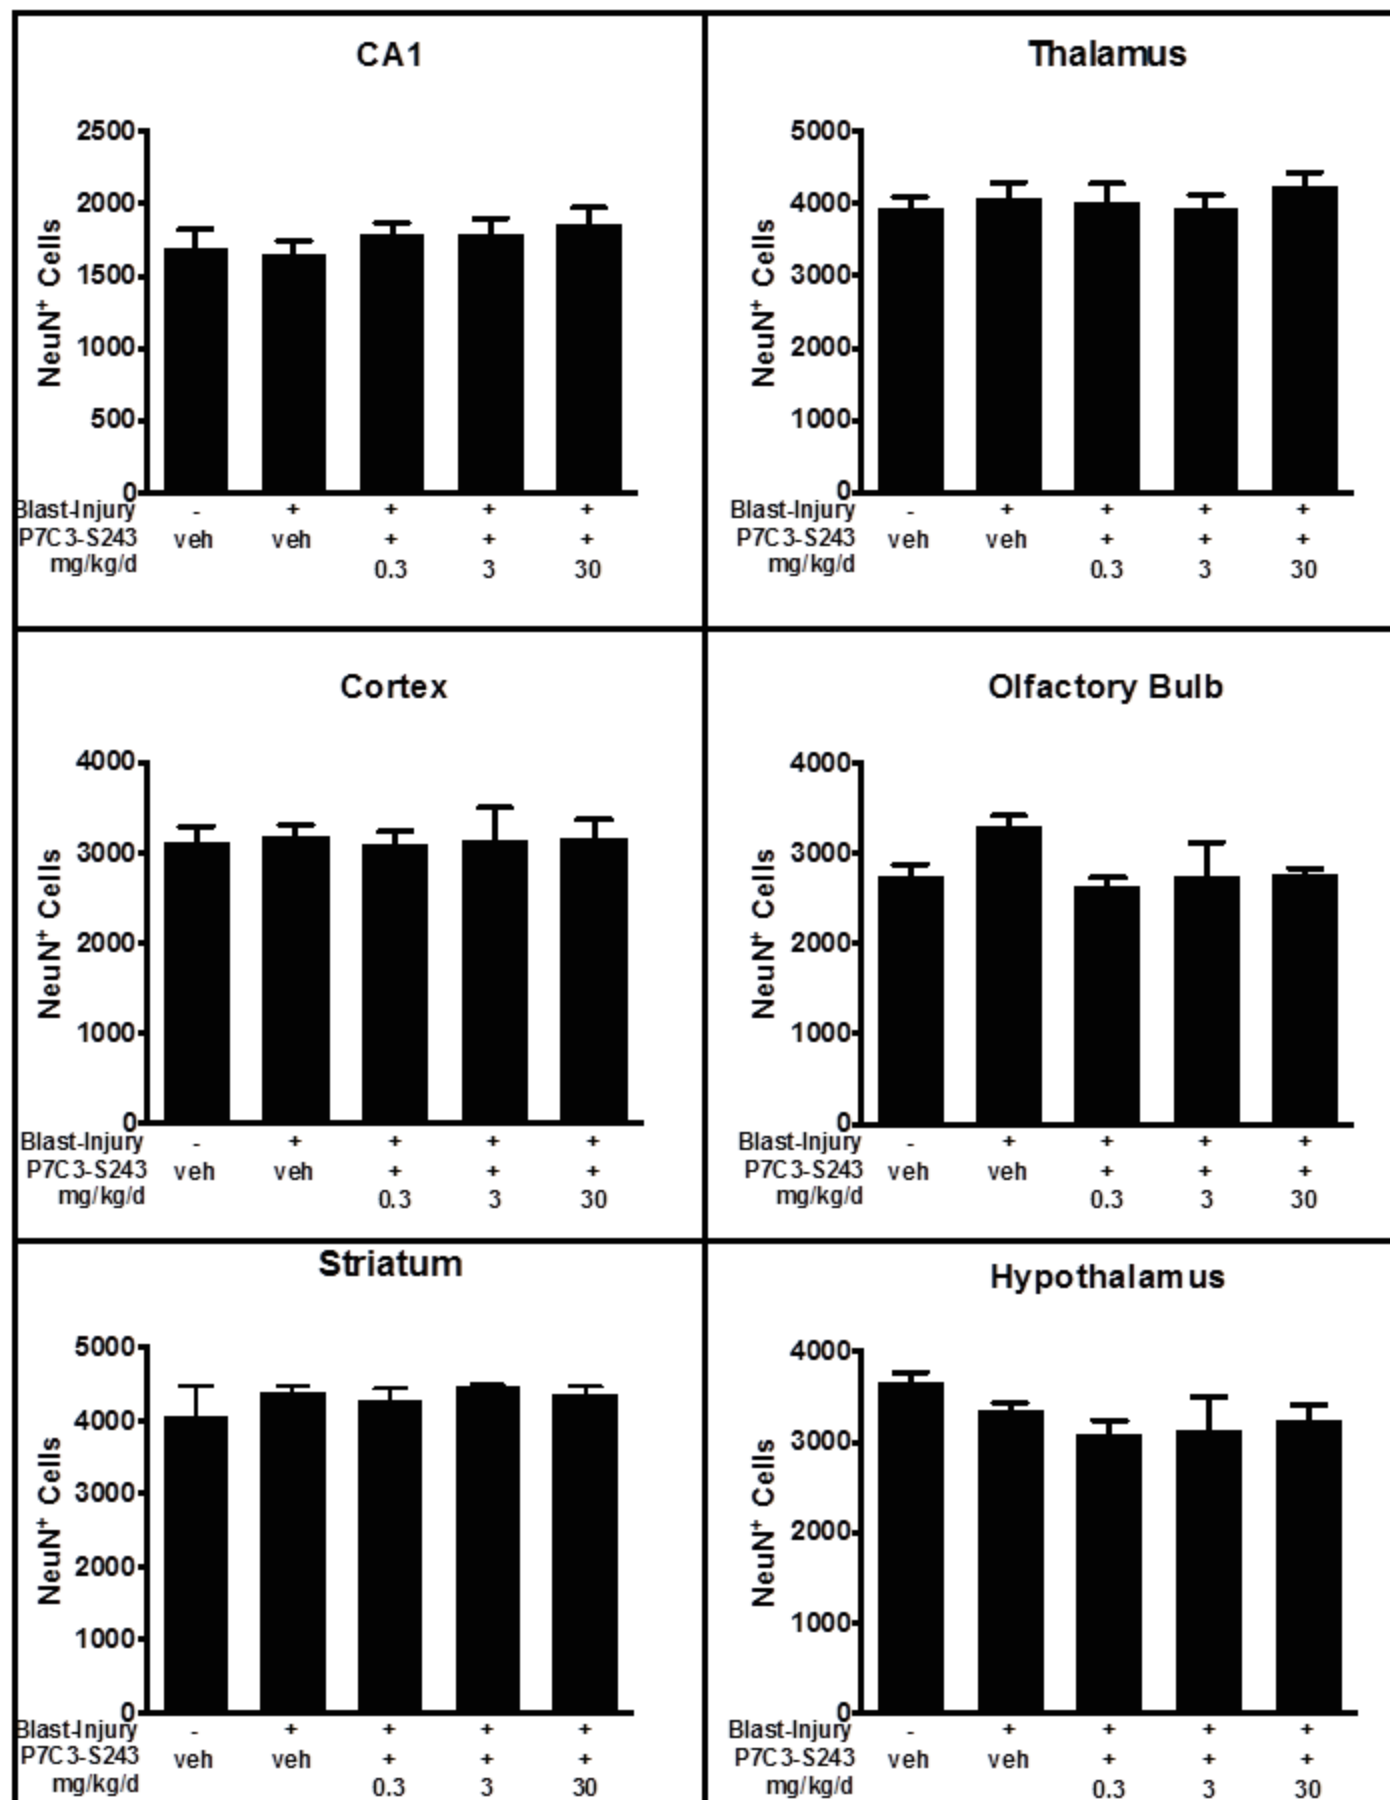 CA1
2500
2000
1500
1000
500
0
NeuN+ Cells
Blast-Injury - + + + +
P7C3-S243 veh veh + + +
mg/kg/d 0.3 3 30
Thalamus
5000
4000
3000
2000
1000
0
NeuN+ Cells
Blast-Injury - + + + +
P7C3-S243 veh veh + + +
mg/kg/d 0.3 3 30
Cortex
4000
3000
2000
1000
0
NeuN+ Cells
Blast-Injury - + + + +
P7C3-S243 veh veh + + +
mg/kg/d 0.3 3 30
Olfactory Bulb
4000
3000
2000
1000
0
NeuN+ Cells
Blast-Injury - + + + +
P7C3-S243 veh veh + + +
mg/kg/d 0.3 3 30
Striatum
5000
4000
3000
2000
1000
0
NeuN+ Cells
Blast-Injury - + + + +
P7C3-S243 veh veh + + +
mg/kg/d 0.3 3 30
Hypothalamus
4000
3000
2000
1000
0
NeuN+ Cells
Blast-Injury - + + + +
P7C3-S243 veh veh + + +
mg/kg/d 0.3 3 30